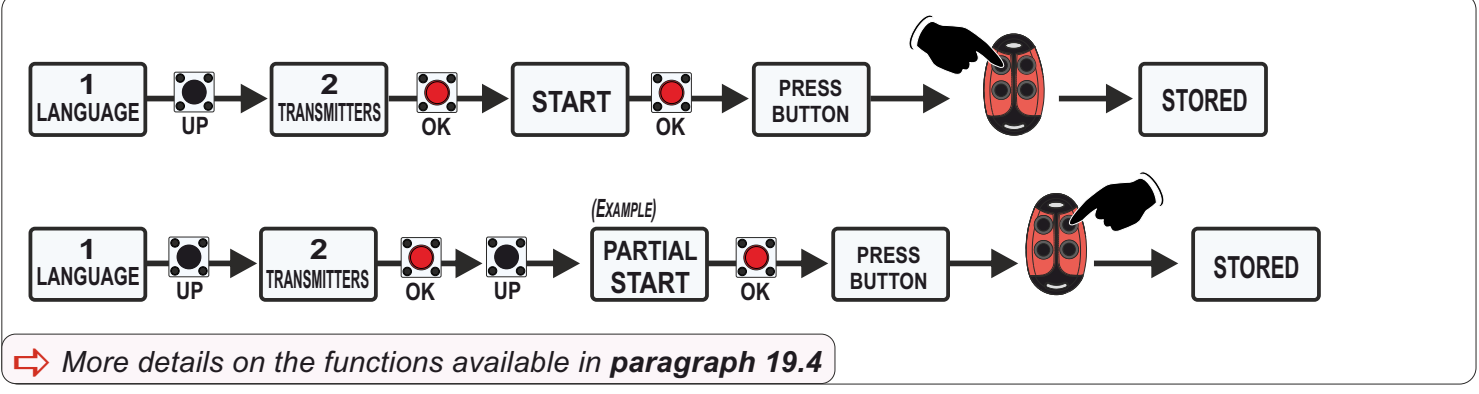 1
LANGUAGE
UP
2
TRANSMITTERS
OK
START
OK
PRESS
BUTTON
STORED
1
LANGUAGE
UP
2
TRANSMITTERS
OK
UP
(EXAMPLE)
PARTIAL
START
OK
PRESS
BUTTON
STORED
More details on the functions available in paragraph 19.4